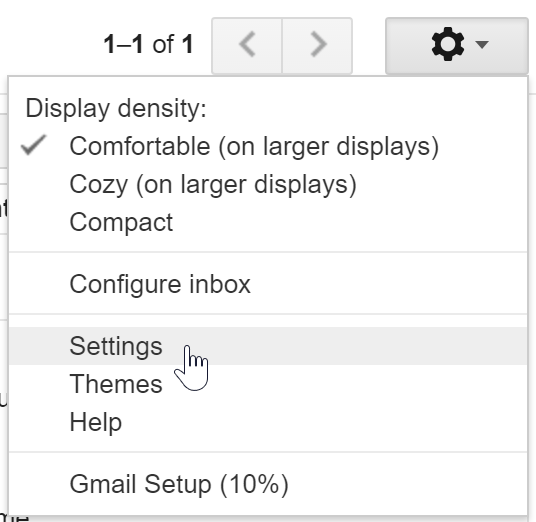 1–1 of 1
Display density:
Comfortable (on larger displays)
Cozy (on larger displays)
Compact
Configure inbox
Settings
Themes
Help
Gmail Setup (10%)